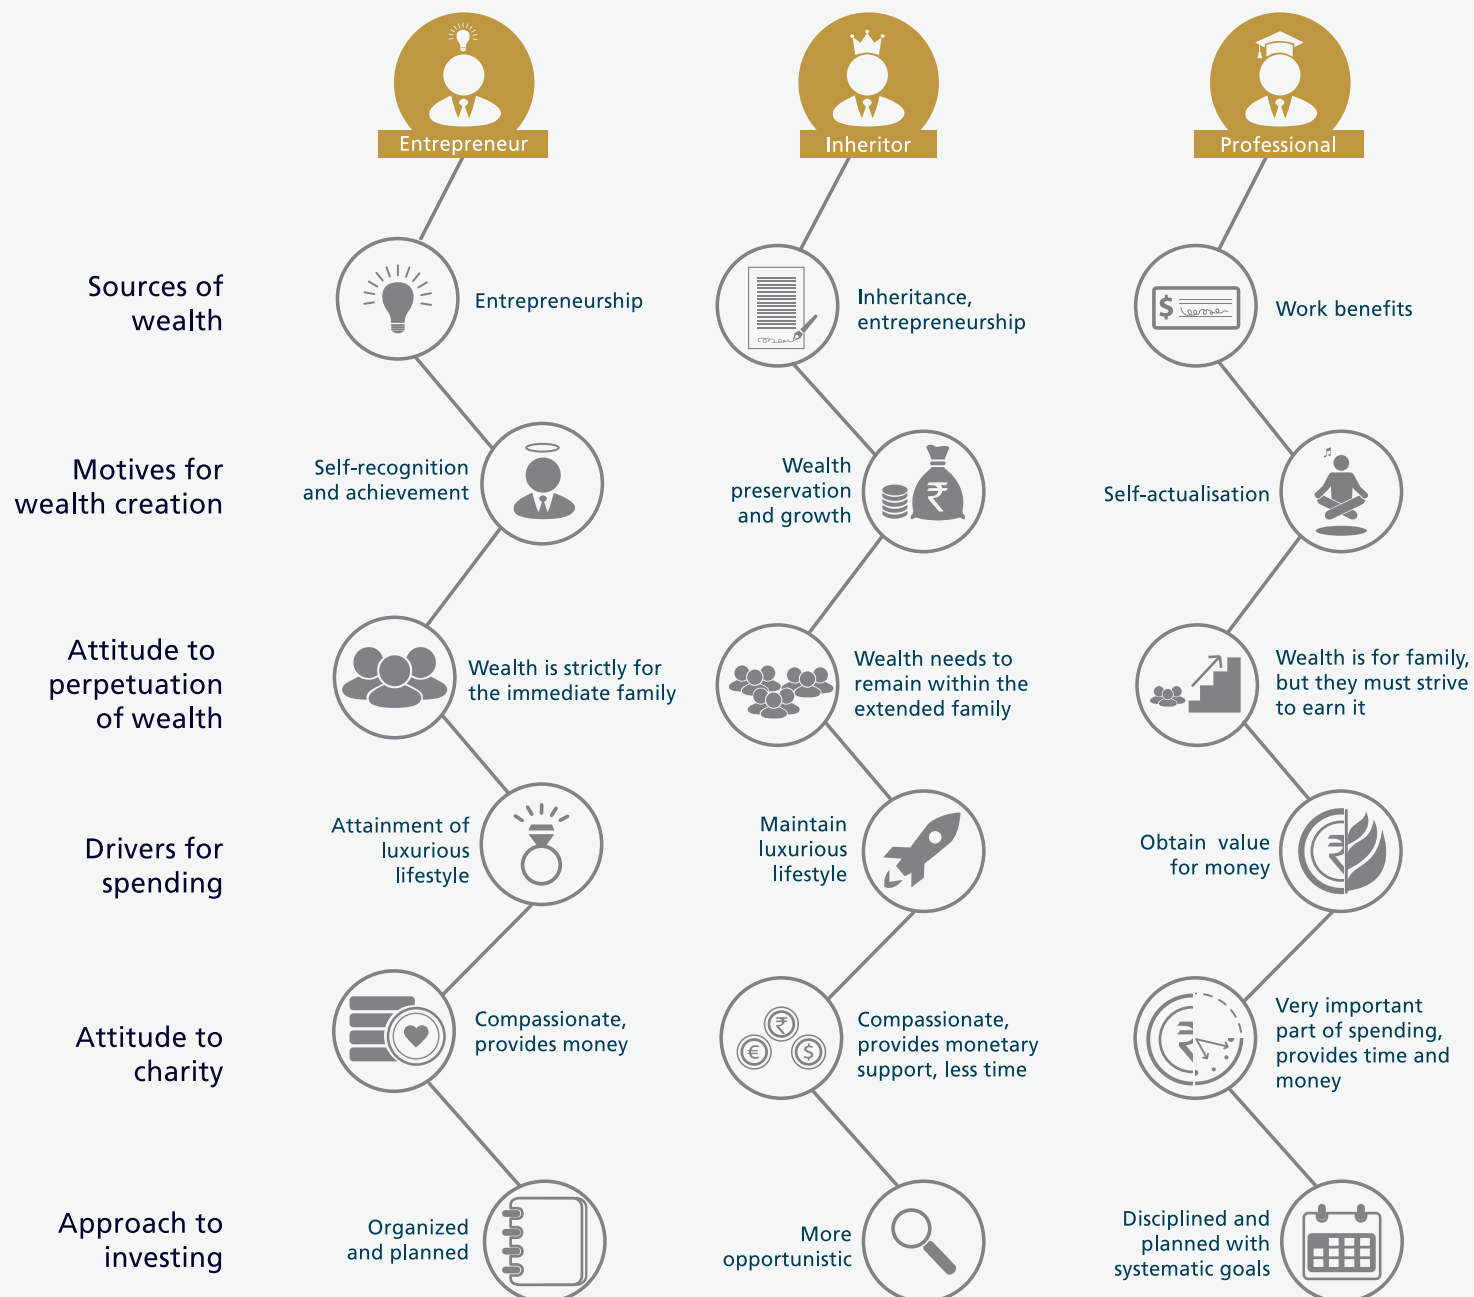 Entrepreneur
Inheritor
Professional
Sources of
wealth
Entrepreneurship
Inheritance,
entrepreneurship
$
Work benefits
Motives for
wealth creation
Self-recognition
and achievement
Wealth
preservation
and growth
₹
Self-actualisation
Attitude to
perpetuation
of wealth
Wealth is strictly for
the immediate family
Wealth needs to
remain within the
extended family
Wealth is for family,
but they must strive
to earn it
Drivers for
spending
Attainment of
luxurious
lifestyle
Maintain
luxurious
lifestyle
Obtain value
for money
₹
Attitude to
charity
Compassionate,
provides money
₹
€
$
Compassionate,
provides monetary
support, less time
₹
Very important
part of spending,
provides time and
money
Approach to
investing
Organized
and planned
More
opportunistic
Disciplined and
planned with
systematic goals